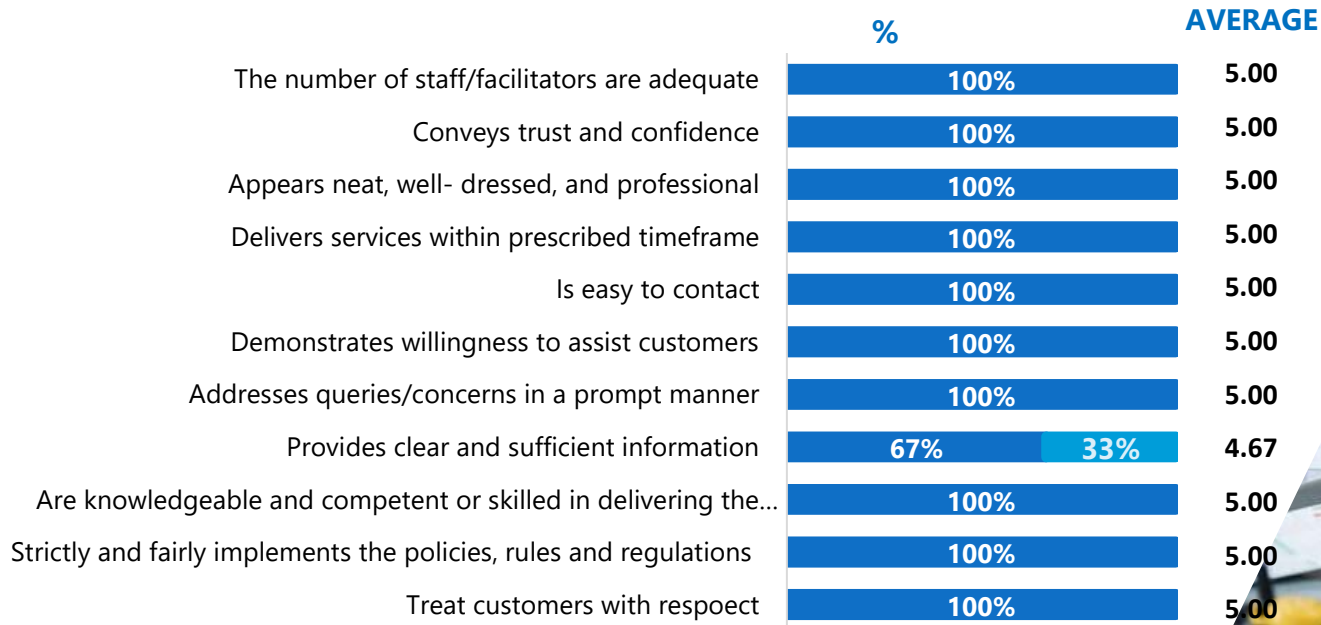 % AVERAGE
The number of staff/facilitators are adequate 100% 5.00
Conveys trust and confidence 100% 5.00
Appears neat, well- dressed, and professional 100% 5.00
Delivers services within prescribed timeframe 100% 5.00
Is easy to contact 100% 5.00
Demonstrates willingness to assist customers 100% 5.00
Addresses queries/concerns in a prompt manner 100% 5.00
Provides clear and sufficient information 67% 33% 4.67
Are knowledgeable and competent or skilled in delivering the... 100% 5.00
Strictly and fairly implements the policies, rules and regulations 100% 5.00
Treat customers with respoect 100% 5.00